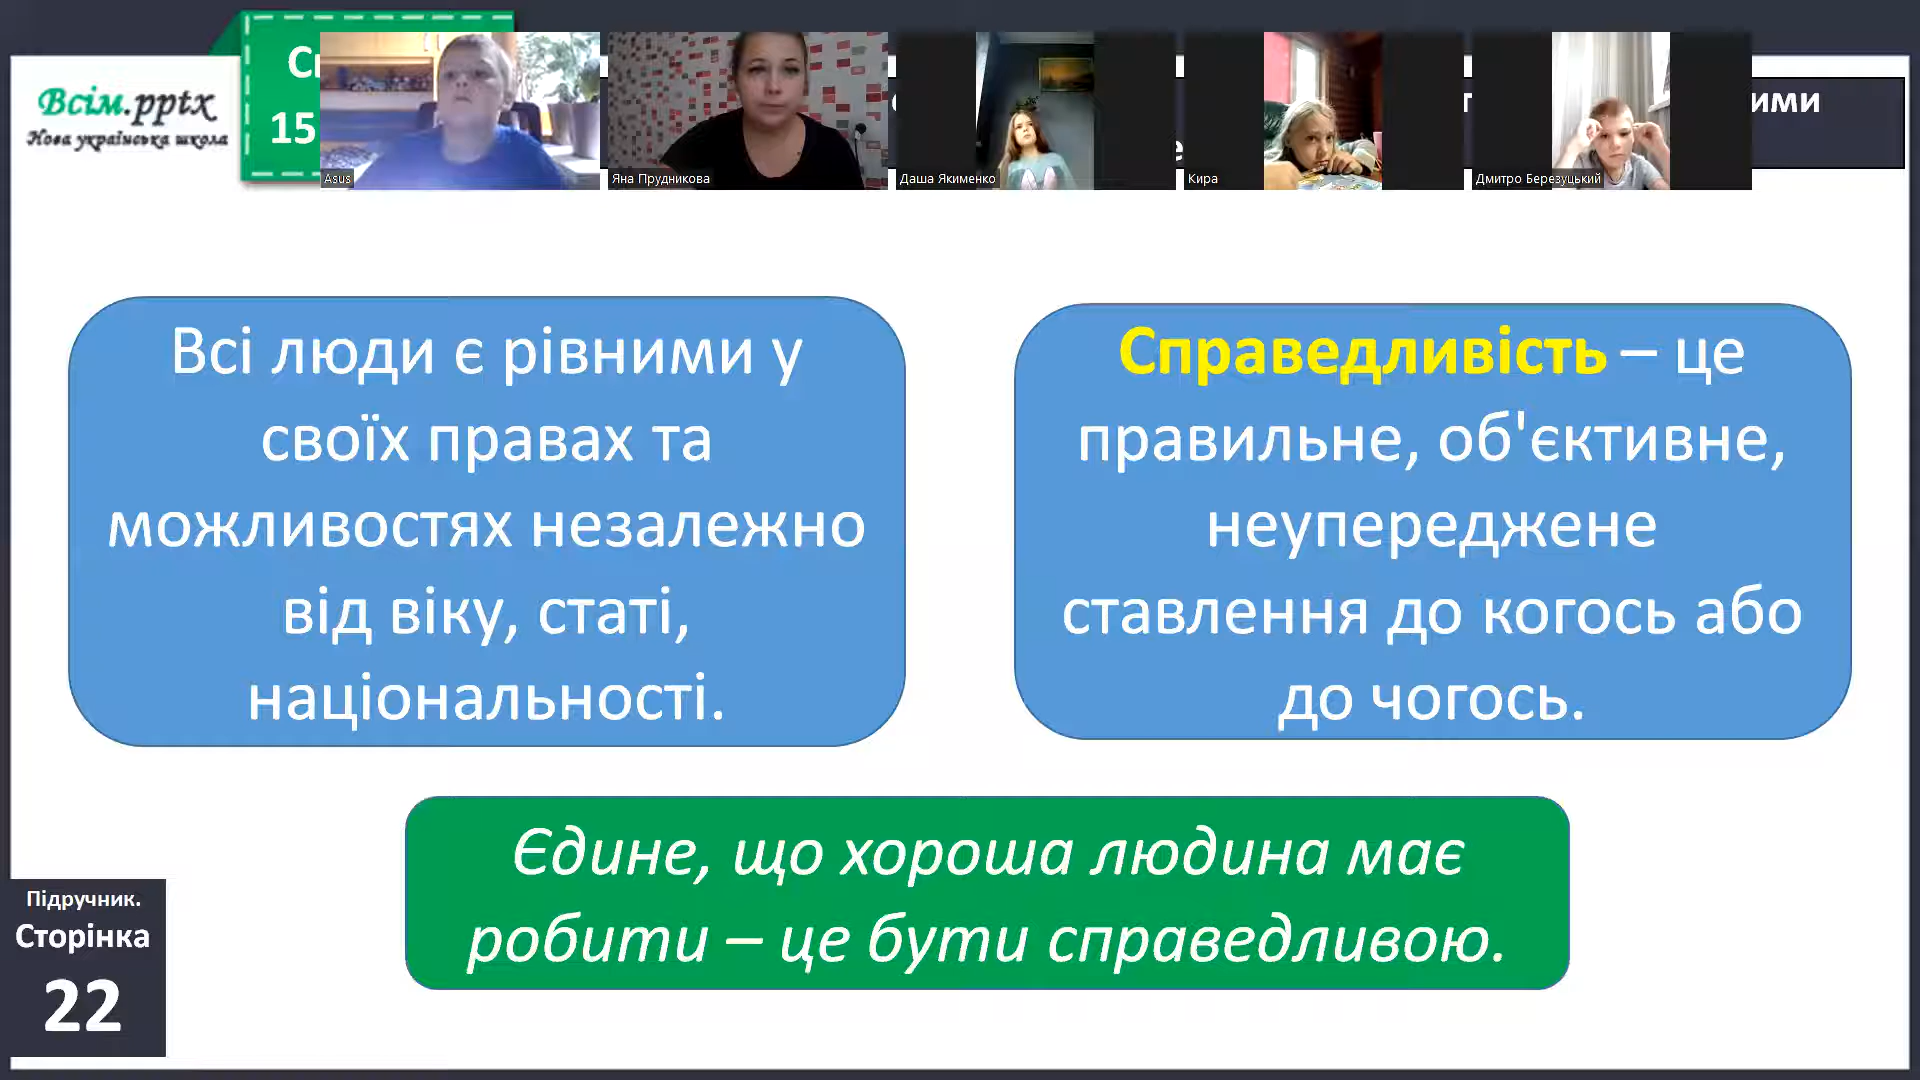 Всім.pptx
Нова українська школа
15
ими
Asus
Яна Прудникова
Даша Якименко
Кира
Дмитро Березуцький
Всі люди є рівними у
своїх правах та
можливостях незалежно
від віку, статі,
національності.
Справедливість – це
правильне, об'єктивне,
неупереджене
ставлення до когось або
до чогось.
Єдине, що хороша людина має
робити – це бути справедливою.
Підручник.
Сторінка
22